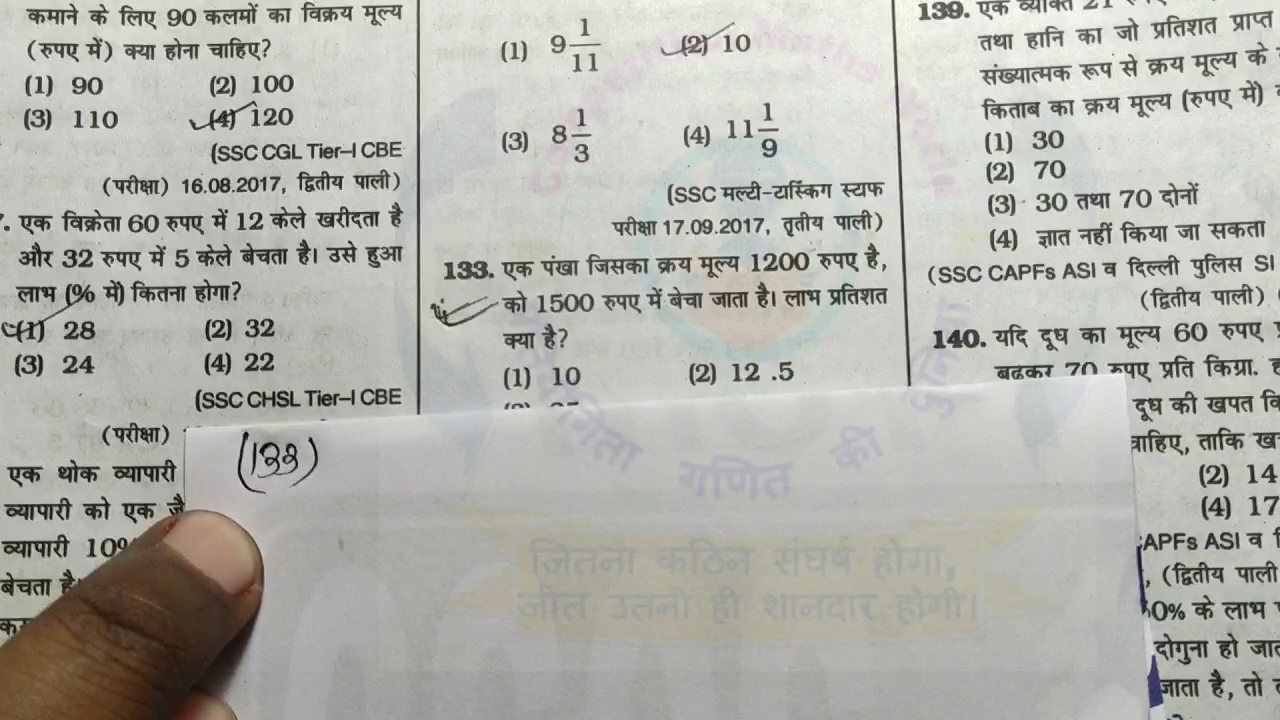 कमाने के लिए 90 कलमों का विक्रय मूल्य
(रुपए में) क्या होना चाहिए?
(1) 90 (2) 100
(3) 110 (4) 120
(SSC CGL Tier–I CBE
(परीक्षा) 16.08.2017, द्वितीय पाली)
एक विक्रेता 60 रुपए में 12 केले खरीदता है
और 32 रुपए में 5 केले बेचता है। उसे हुआ
लाभ (% में) कितना होगा?
(1) 28 (2) 32
(3) 24 (4) 22
(SSC CHSL Tier–I CBE
(परीक्षा)
एक थोक व्यापारी
व्यापारी को एक
व्यापारी 10%
बेचता है
(1) 9 1/11 (2) 10
(3) 8 1/3 (4) 11 1/9
(SSC मल्टी-टास्किंग स्टाफ
परीक्षा 17.09.2017, तृतीय पाली)
133. एक पंखा जिसका क्रय मूल्य 1200 रुपए है,
को 1500 रुपए में बेचा जाता है। लाभ प्रतिशत
क्या है?
(1) 10 (2) 12 .5
(133)
गणित की
जितना कठिन संघर्ष होगा,
जीत उतनी ही शानदार होगी।
139. एक व्यक्ति 21
तथा हानि का जो प्रतिशत प्राप्त
संख्यात्मक रूप से क्रय मूल्य के
किताब का क्रय मूल्य (रुपए में)
(1) 30
(2) 70
(3) 30 तथा 70 दोनों
(4) ज्ञात नहीं किया जा सकता
(SSC CAPFs ASI व दिल्ली पुलिस SI
(द्वितीय पाली)
140. यदि दूध का मूल्य 60 रुपए
बढ़कर 70 रुपए प्रति किग्रा.
दूध की खपत
चाहिए, ताकि
(2) 14
(4) 17
APFs ASI व
(द्वितीय पाली
0% के लाभ
दोगुना हो
जाता है, तो